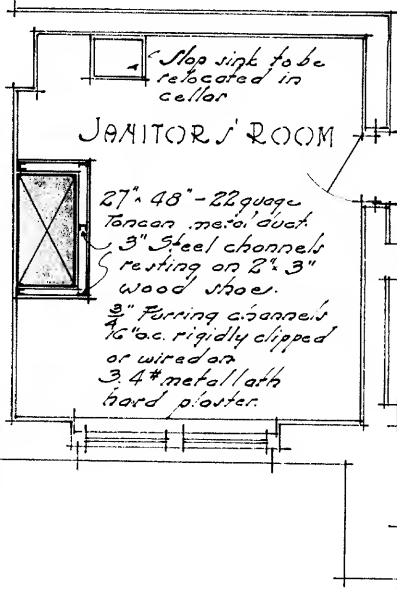 Slop sink to be
relocated in
cellar
JANITORS' ROOM
27" x 48" - 22 guage
Toncan metal duct.
3" Steel channels
resting on 2" x 3"
wood shoes.
3/4" Furring channels
16" o.c. rigidly clipped
or wired on
3.4# metal lath
hard plaster.